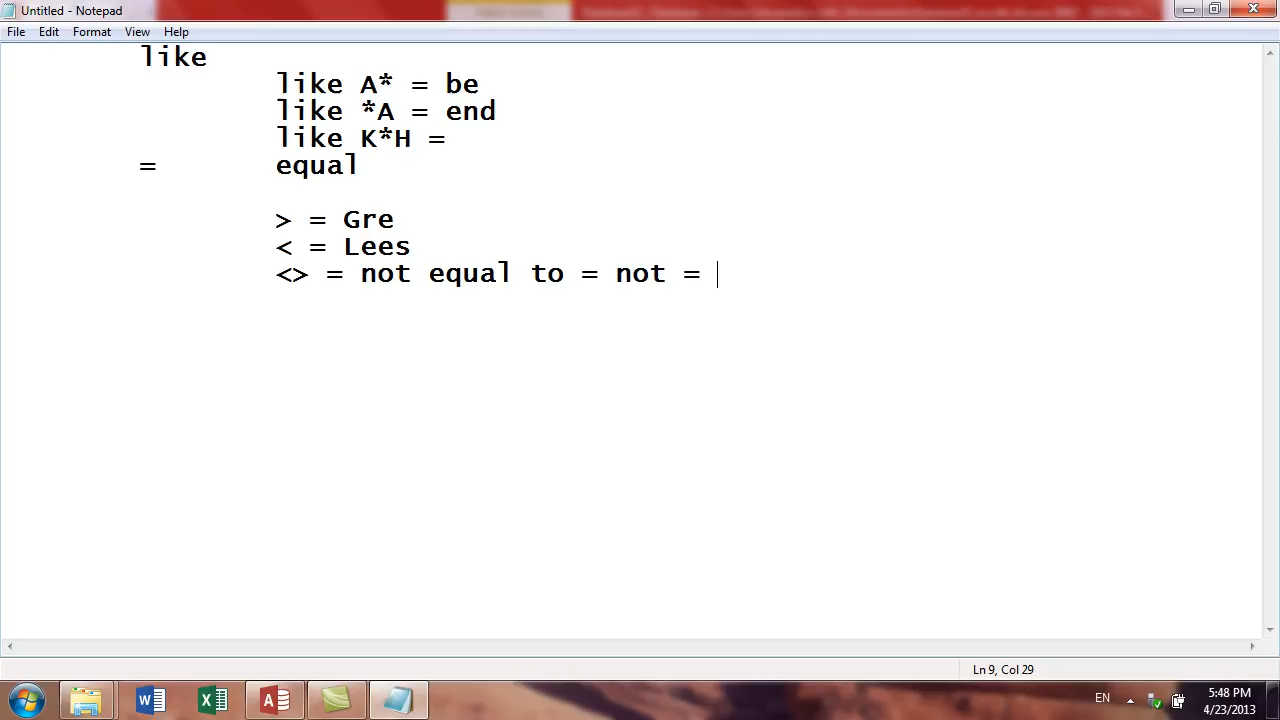 Untitled - Notepad
File Edit Format View Help
like
like A* = be
like *A = end
like K*H =
= equal
> = Gre
< = Lees
<> = not equal to = not =
Ln 9, Col 29
EN
5:48 PM
4/23/2013